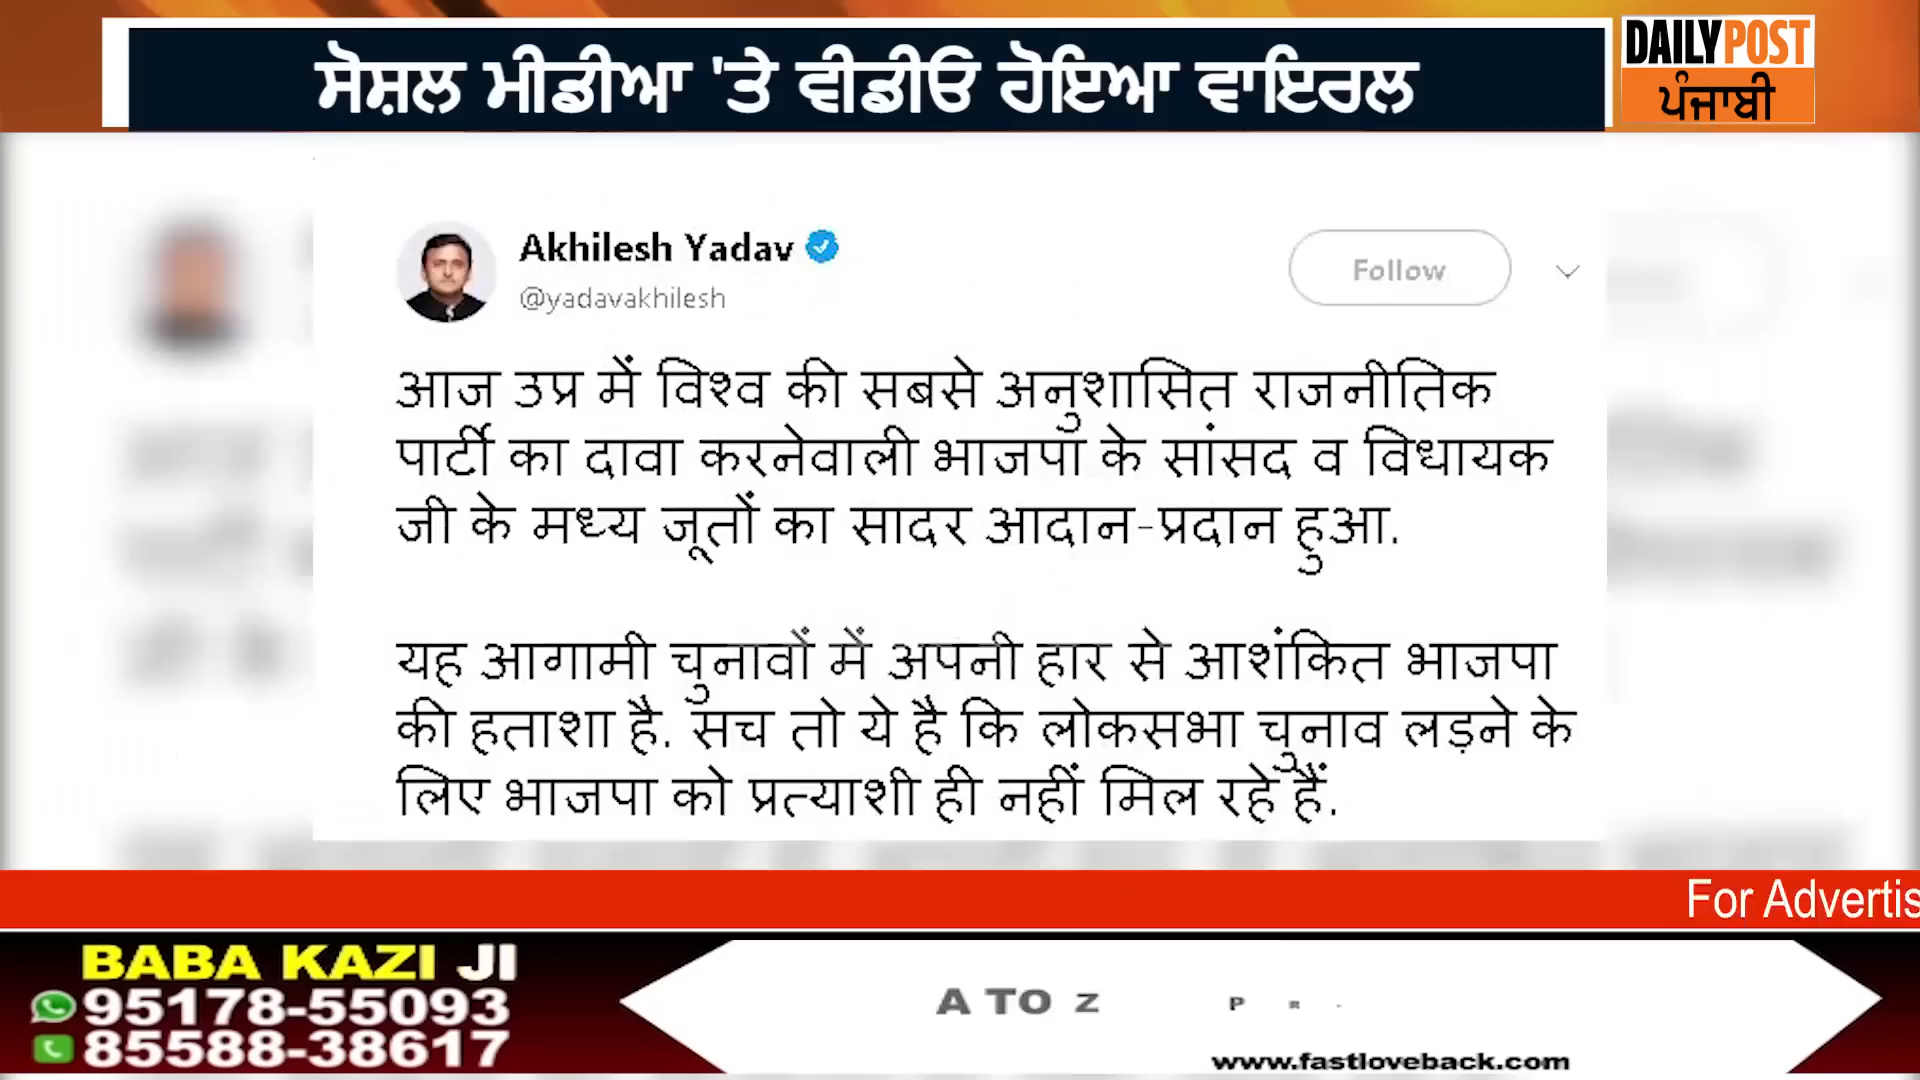 ਸੋਸ਼ਲ ਮੀਡੀਆ 'ਤੇ ਵੀਡੀਓ ਹੋਇਆ ਵਾਇਰਲ
DAILYPOST
ਪੰਜਾਬੀ
Akhilesh Yadav
@yadavakhilesh
Follow
आज उप्र में विश्व की सबसे अनुशासित राजनीतिक
पार्टी का दावा करनेवाली भाजपा के सांसद व विधायक
जी के मध्य जूतों का सादर आदान-प्रदान हुआ.
यह आगामी चुनावों में अपनी हार से आशंकित भाजपा
की हताशा है. सच तो ये है कि लोकसभा चुनाव लड़ने के
लिए भाजपा को प्रत्याशी ही नहीं मिल रहे हैं.
For Advertis
BABA KAZI JI
95178-55093
85588-38617
A TO Z P R
www.fastloveback.com